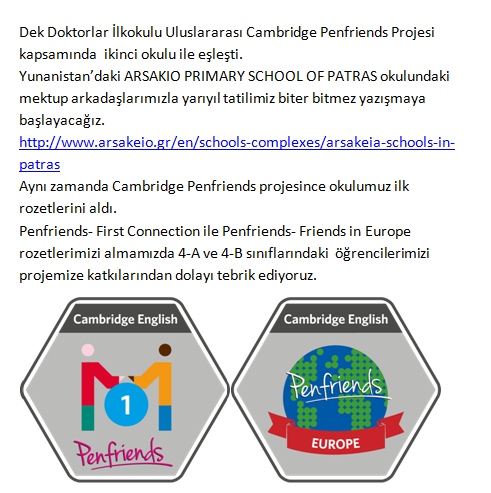 Dek Doktorlar İlkokulu Uluslararası Cambridge Penfriends Projesi
kapsamında ikinci okulu ile eşleşti.
Yunanistan’daki ARSAKIO PRIMARY SCHOOL OF PATRAS okulundaki
mektup arkadaşlarımızla yarıyıl tatilimiz biter bitmez yazışmaya
başlayacağız.
http://www.arsakeio.gr/en/schools-complexes/arsakeia-schools-in-
patras
Aynı zamanda Cambridge Penfriends projesince okulumuz ilk
rozetlerini aldı.
Penfriends- First Connection ile Penfriends- Friends in Europe
rozetlerimizi almamızda 4-A ve 4-B sınıflarındaki öğrencilerimizi
projemize katkılarından dolayı tebrik ediyoruz.
Cambridge English
1
Penfriends
Cambridge English
Penfriends
EUROPE